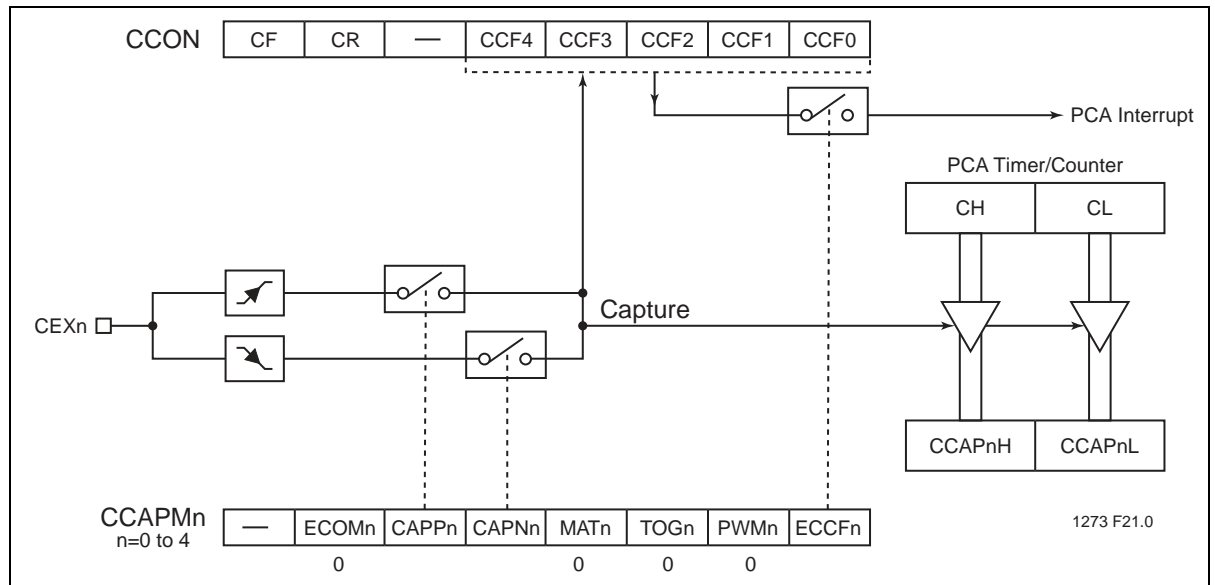 CCON CF CR — CCF4 CCF3 CCF2 CCF1 CCF0
PCA Interrupt
PCA Timer/Counter
CH CL
CEXn
Capture
CCAPnH CCAPnL
CCAPMn — ECOMn CAPPn CAPNn MATn TOGn PWMn ECCFn
n=0 to 4
0 0 0 0
1273 F21.0